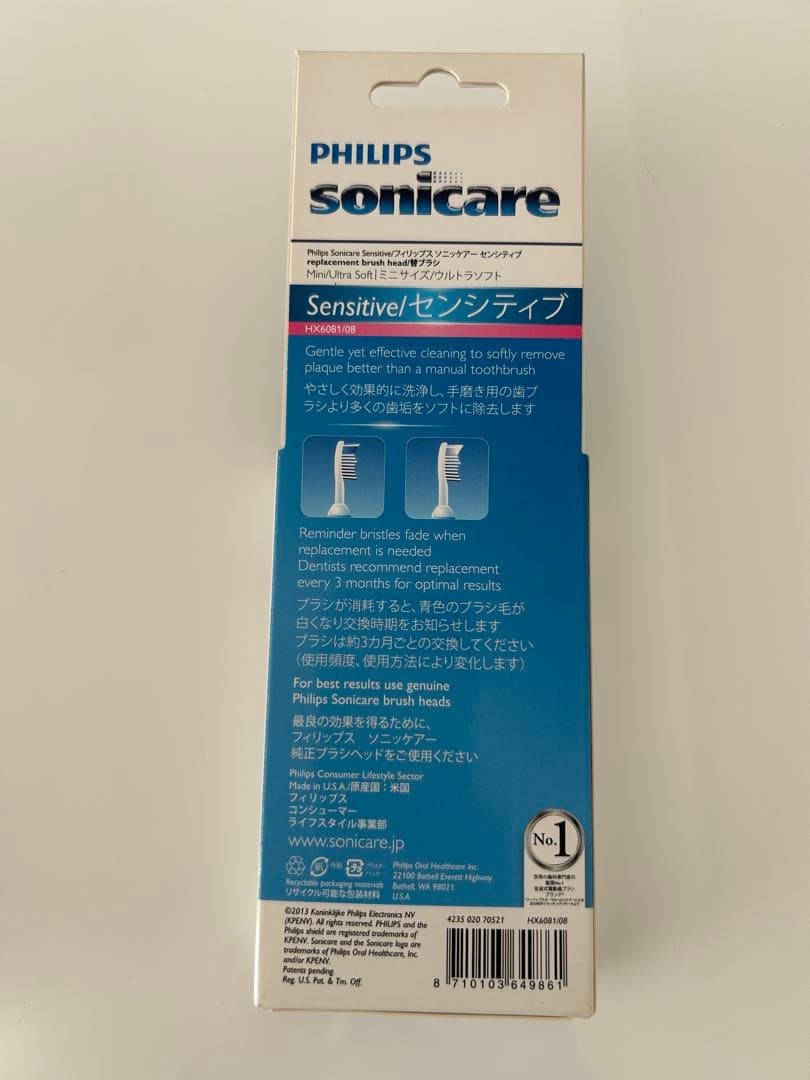 PHILIPS
sonicare
Philips Sonicare Sensitive/フィリップス ソニッケアー センシティブ
replacement brush head/替ブラシ
Mini/Ultra Soft|ミニサイズ/ウルトラソフト
Sensitive/センシティブ
HX6081/08
Gentle yet effective cleaning to softly remove
plaque better than a manual toothbrush
やさしく効果的に洗浄し、手磨き用の歯ブ
ラシより多くの歯垢をソフトに除去します
Reminder bristles fade when
replacement is needed
Dentists recommend replacement
every 3 months for optimal results
ブラシが消耗すると、青色のブラシ毛が
白くなり交換時期をお知らせします
ブラシは約3カ月ごとの交換してください
(使用頻度、使用方法により変化します)
For best results use genuine
Philips Sonicare brush heads
最良の効果を得るために、
フィリップス ソニッケアー
純正ブラシヘッドをご使用ください
Philips Consumer Lifestyle Sector
Made in U.S.A./原産国:米国
フィリップス
コンシューマー
ライフスタイル事業部
www.sonicare.jp
No.1
紙 外箱 プラ ブリスター
パック
Recyclable packaging materials
リサイクル可能な包装材料
Philips Oral Healthcare Inc.
22100 Bothell Everest Highway
Bothell, WA 98021
U.S.A
©2013 Koninklijke Philips Electronics NV
(KPENV). All rights reserved. PHILIPS and the
Philips shield are registered trademarks of
KPENV. Sonicare and the Sonicare logo are
trademarks of Philips Oral Healthcare, Inc.
and/or KPENV.
Patents pending.
Reg. U.S. Pat. & Tm. Off.
4235 020 70521 HX6081/08
8 710103 649861